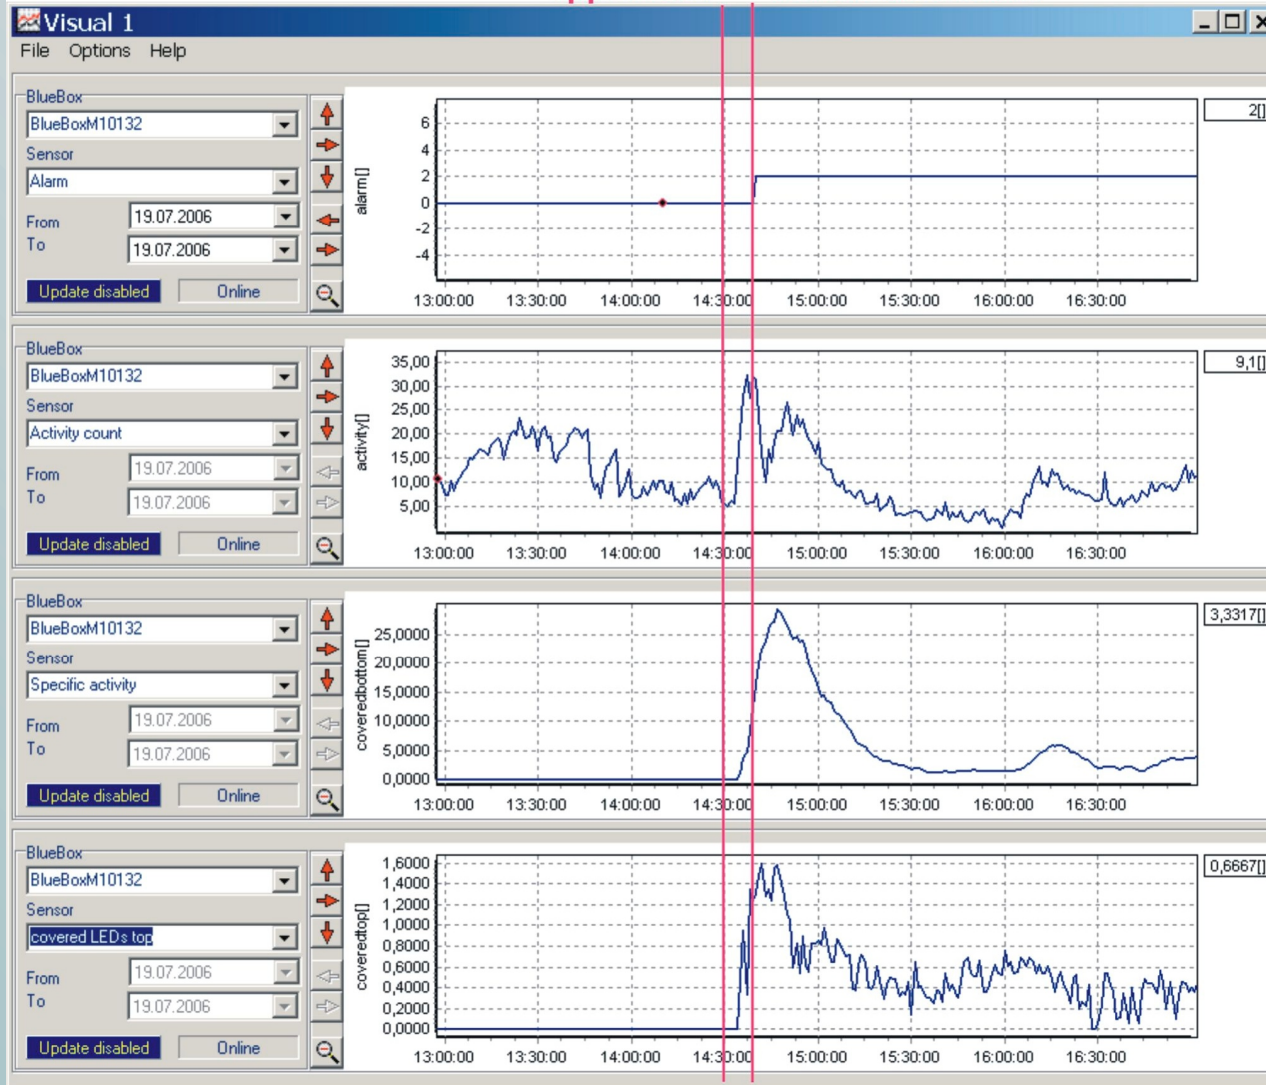 Visual 1
File Options Help
BlueBox
BlueBoxM10132
Sensor
Alarm
From 19.07.2006
To 19.07.2006
Update disabled Online
alarm[]
6
4
2
0
-2
-4
13:00:00 13:30:00 14:00:00 14:30:00 15:00:00 15:30:00 16:00:00 16:30:00
2[]
BlueBox
BlueBoxM10132
Sensor
Activity count
From 19.07.2006
To 19.07.2006
Update disabled Online
activity[]
35,00
30,00
25,00
20,00
15,00
10,00
5,00
13:00:00 13:30:00 14:00:00 14:30:00 15:00:00 15:30:00 16:00:00 16:30:00
9,1[]
BlueBox
BlueBoxM10132
Sensor
Specific activity
From 19.07.2006
To 19.07.2006
Update disabled Online
coveredbottom[]
25,0000
20,0000
15,0000
10,0000
5,0000
0,0000
13:00:00 13:30:00 14:00:00 14:30:00 15:00:00 15:30:00 16:00:00 16:30:00
3,3317[]
BlueBox
BlueBoxM10132
Sensor
covered LEDs top
From 19.07.2006
To 19.07.2006
Update disabled Online
coveredtop[]
1,6000
1,4000
1,2000
1,0000
0,8000
0,6000
0,4000
0,2000
0,0000
13:00:00 13:30:00 14:00:00 14:30:00 15:00:00 15:30:00 16:00:00 16:30:00
0,6667[]